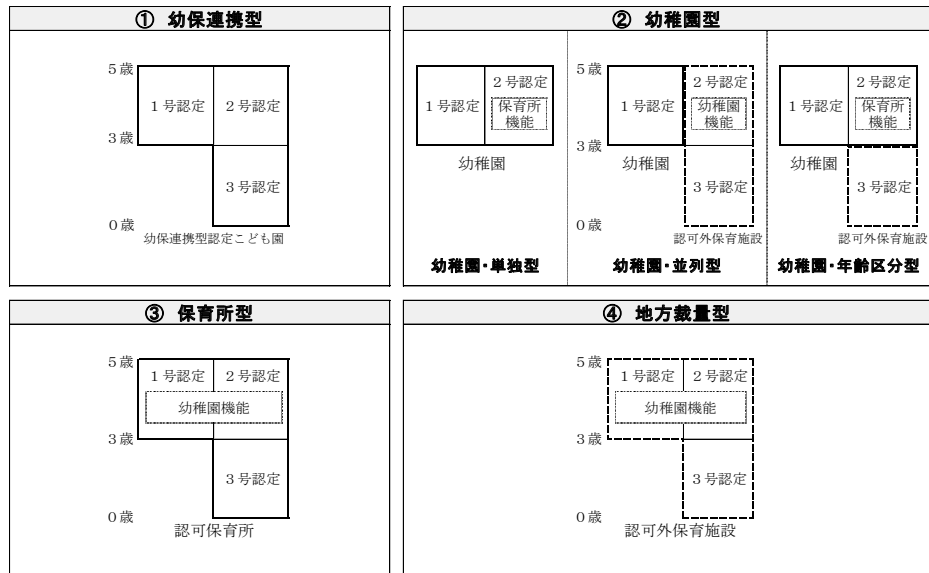 ① 幼保連携型
5歳
1号認定 2号認定
3歳
3号認定
0歳
幼保連携型認定こども園
② 幼稚園型
1号認定
2号認定
保育所
機能
幼稚園
幼稚園・単独型
5歳
1号認定
2号認定
幼稚園
機能
3歳
幼稚園
3号認定
0歳
認可外保育施設
幼稚園・並列型
1号認定
2号認定
保育所
機能
幼稚園
3号認定
認可外保育施設
幼稚園・年齢区分型
③ 保育所型
5歳
1号認定 2号認定
幼稚園機能
3歳
3号認定
0歳
認可保育所
④ 地方裁量型
5歳
1号認定 2号認定
幼稚園機能
3歳
3号認定
0歳
認可外保育施設